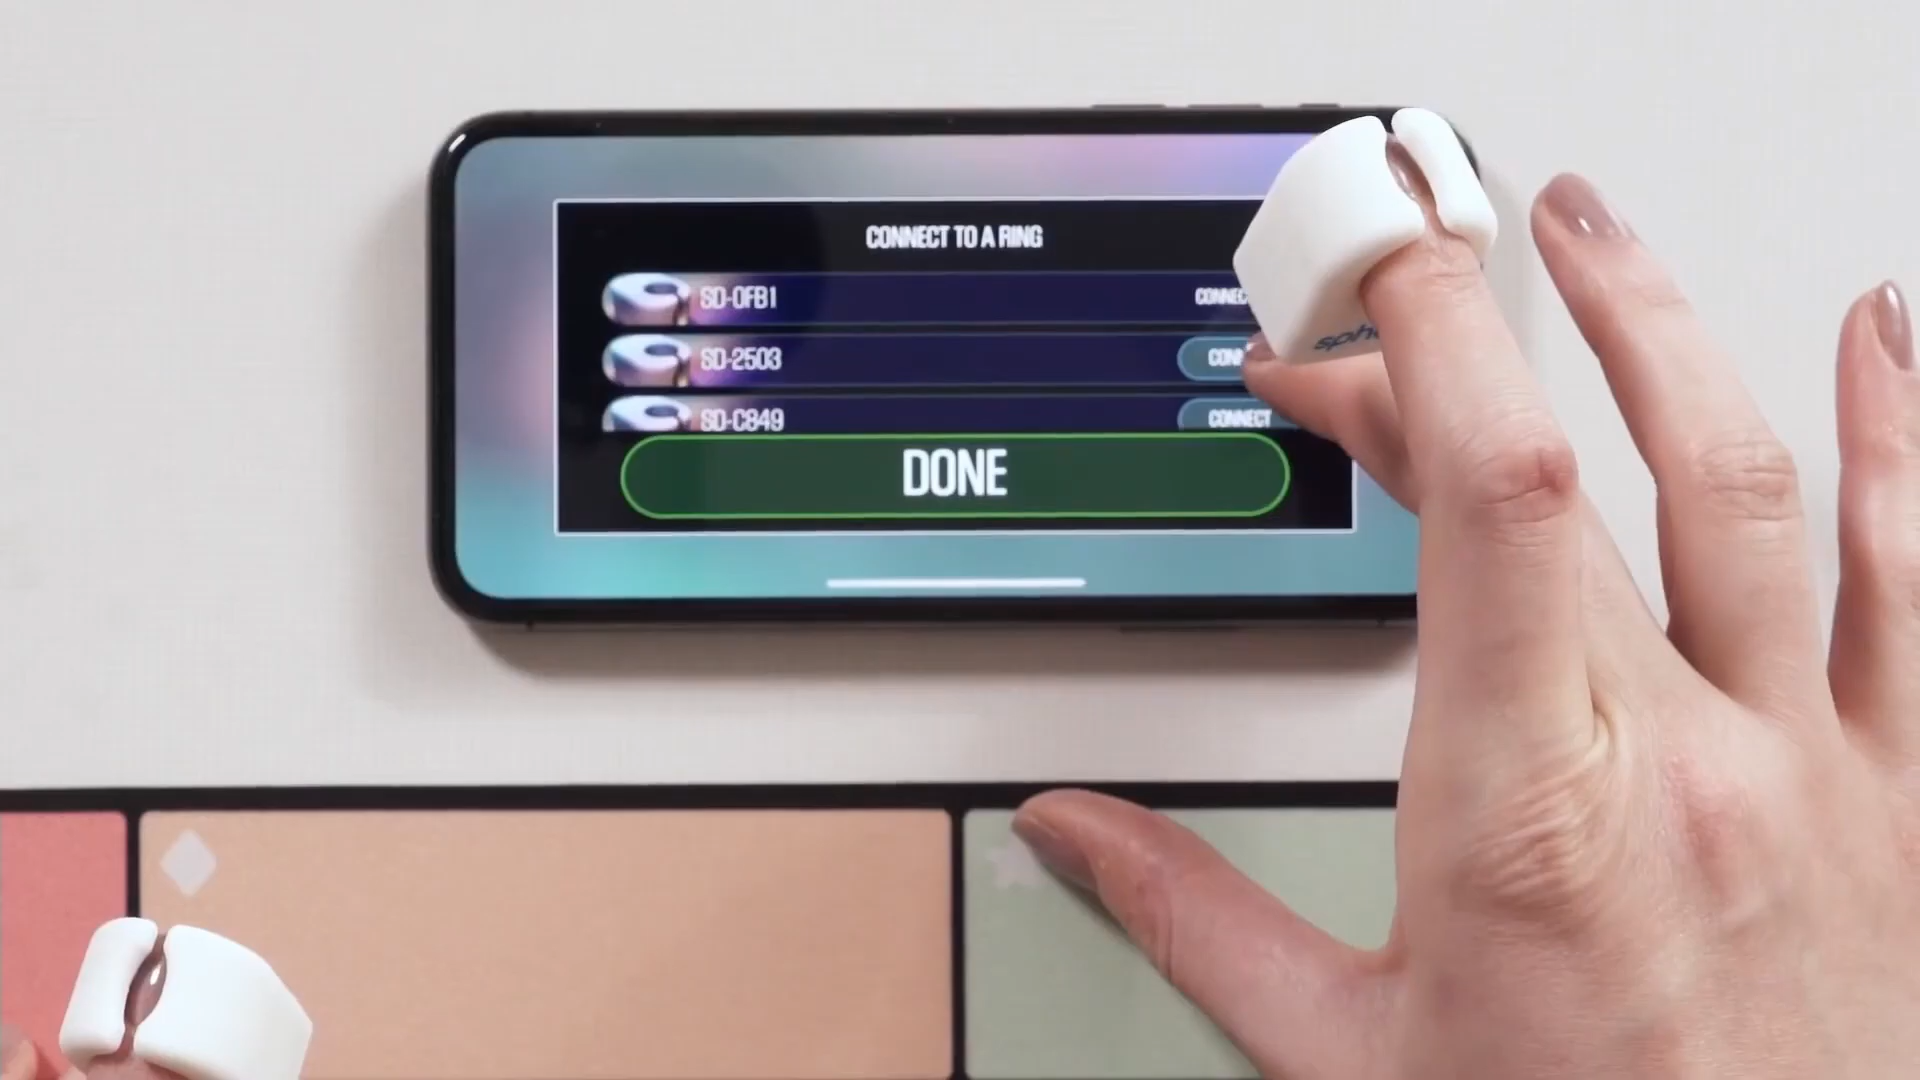 CONNECT TO A RING
SD-0FB1
SD-2503
SD-C849 CONNECT
DONE